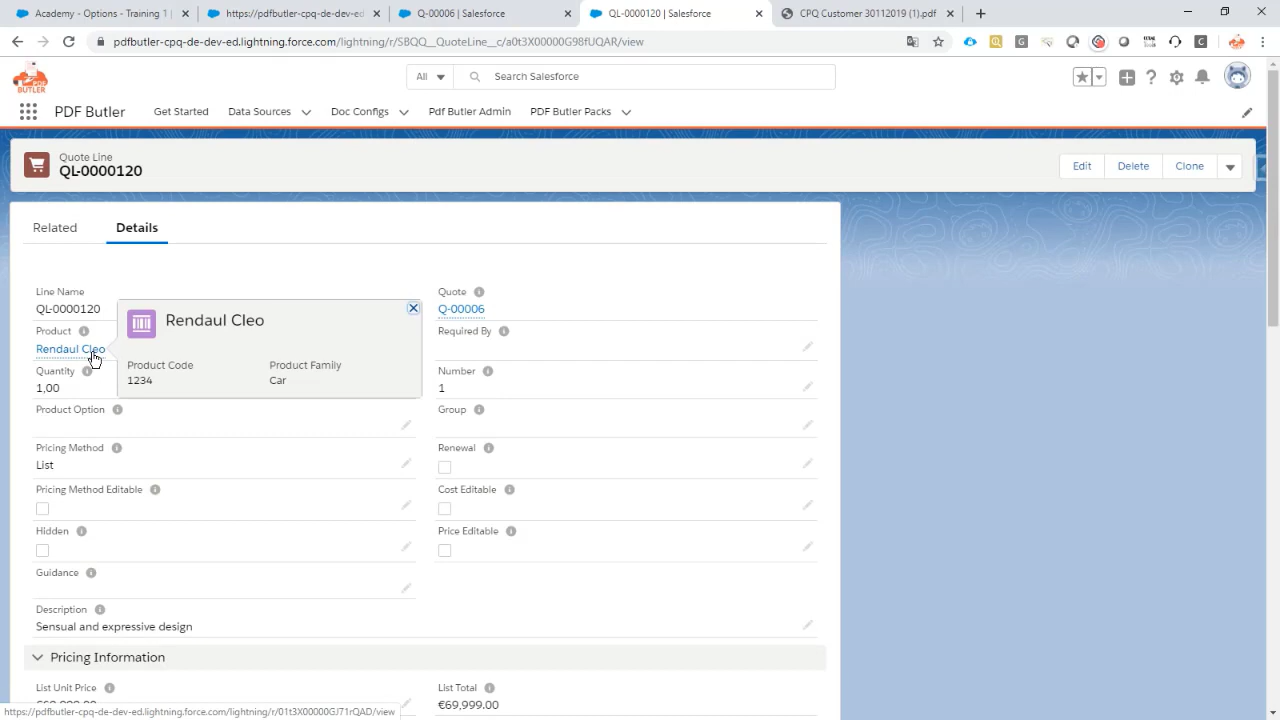 Academy - Options - Training 1
https://pdfbutler-cpq-de-dev-ed
Q-00006 | Salesforce
QL-0000120 | Salesforce
CPQ Customer 30112019 (1).pdf
pdfbutler-cpq-de-dev-ed.lightning.force.com/lightning/r/SBQQ__QuoteLine__c/a0t3X00000G98fUQAR/view
All
Search Salesforce
PDF BUTLER
PDF Butler
Get Started
Data Sources
Doc Configs
Pdf Butler Admin
PDF Butler Packs
Quote Line
QL-0000120
Edit
Delete
Clone
Related
Details
Line Name
QL-0000120
Quote
Q-00006
Product
Rendaul Cleo
Required By
Rendaul Cleo
Product Code
1234
Product Family
Car
Quantity
1,00
Number
1
Product Option
Group
Pricing Method
List
Renewal
Pricing Method Editable
Cost Editable
Hidden
Price Editable
Guidance
Description
Sensual and expressive design
Pricing Information
List Unit Price
List Total
€69,999.00
https://pdfbutler-cpq-de-dev-ed.lightning.force.com/lightning/r/01t3X00000GJ71rQAD/view